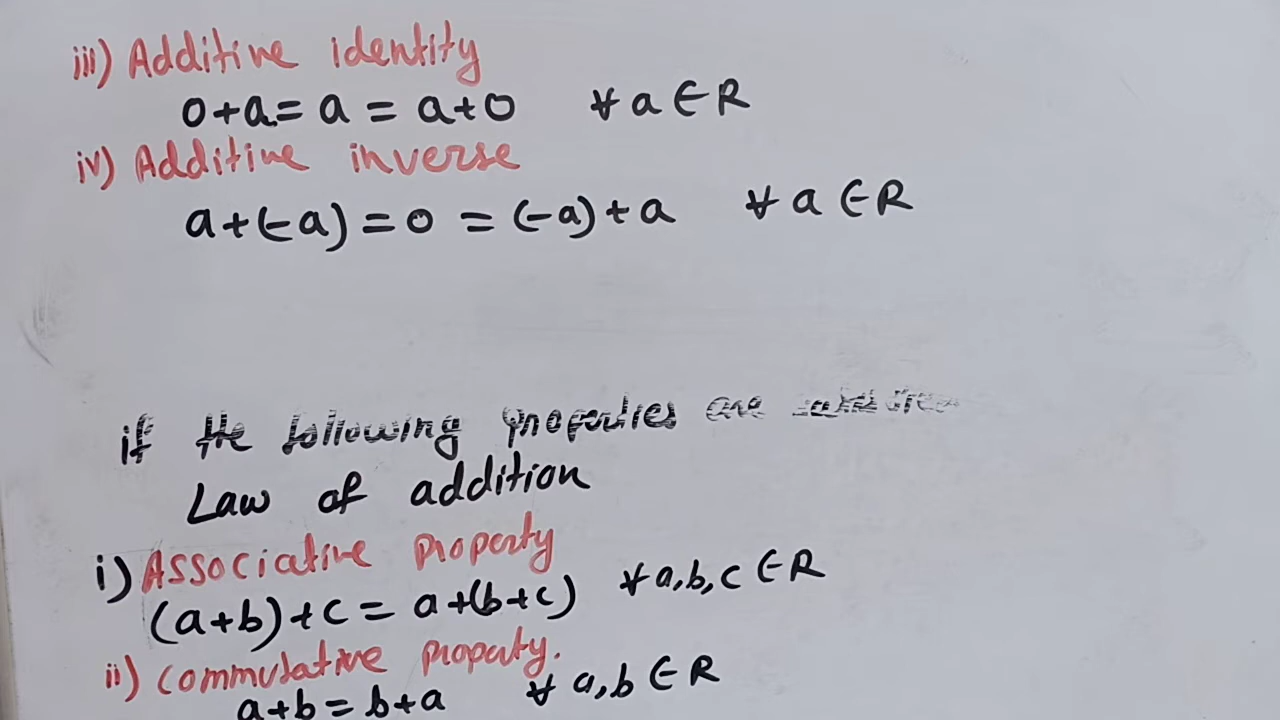 iii) Additive identity
0+a = a = a+0 ∀ a ∈ R
iv) Additive inverse
a+(-a) = 0 = (-a)+a ∀ a ∈ R
if the following properties are
Law of addition
i) Associative Property
(a+b)+c = a+(b+c) ∀ a,b,c ∈ R
ii) commutative property.
a+b = b+a ∀ a,b ∈ R